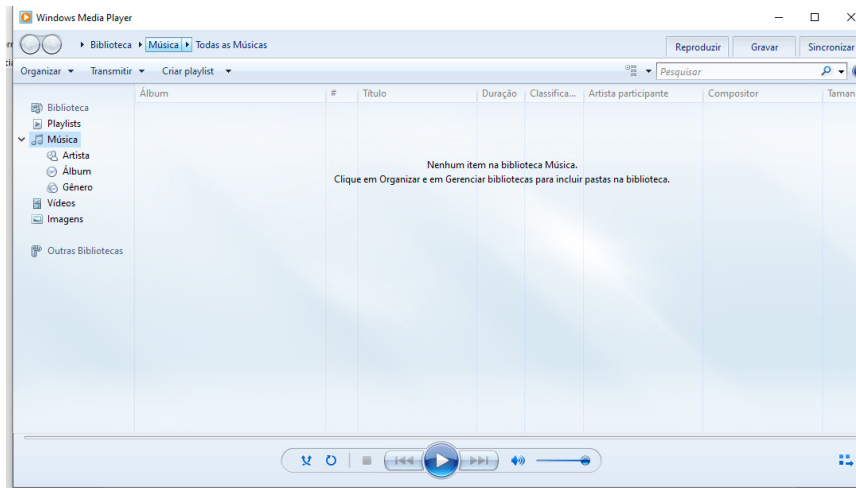 Windows Media Player
Biblioteca Música Todas as Músicas
Reproduzir Gravar Sincronizar
Organizar Transmitir Criar playlist Pesquisar
Álbum # Título Duração Classifica... Artista participante Compositor Taman
Biblioteca
Playlists
Música
Artista
Álbum
Gênero
Vídeos
Imagens
Outras Bibliotecas
Nenhum item na biblioteca Música.
Clique em Organizar e em Gerenciar bibliotecas para incluir pastas na biblioteca.